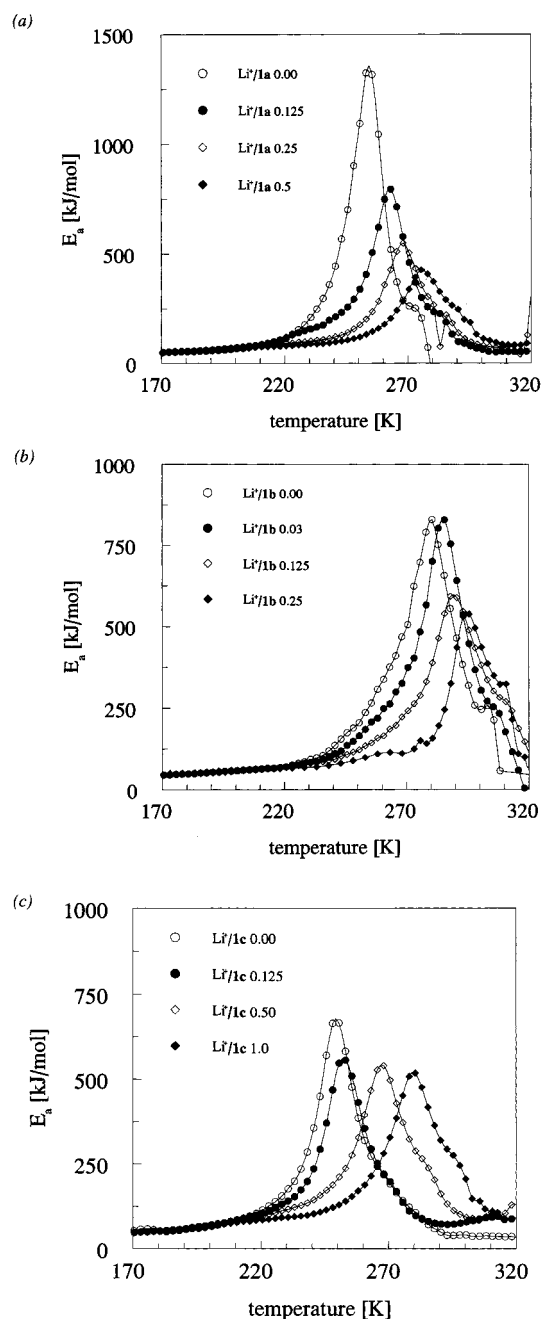 (a)
1500
1000
500
0
E_a [kJ/mol]
Li⁺/1a 0.00
Li⁺/1a 0.125
Li⁺/1a 0.25
Li⁺/1a 0.5
170 220 270 320
temperature [K]
(b)
1000
750
500
250
0
E_a [kJ/mol]
Li⁺/1b 0.00
Li⁺/1b 0.03
Li⁺/1b 0.125
Li⁺/1b 0.25
170 220 270 320
temperature [K]
(c)
1000
750
500
250
0
E_a [kJ/mol]
Li⁺/1c 0.00
Li⁺/1c 0.125
Li⁺/1c 0.50
Li⁺/1c 1.0
170 220 270 320
temperature [K]